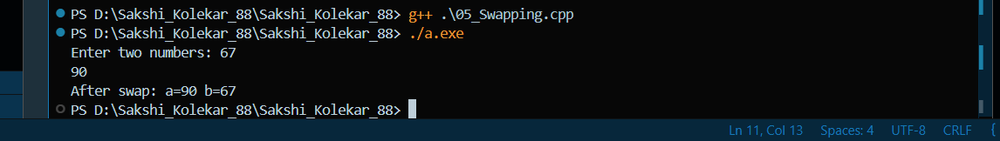 PS D:\Sakshi_Kolekar_88\Sakshi_Kolekar_88> g++ .\05_Swapping.cpp
PS D:\Sakshi_Kolekar_88\Sakshi_Kolekar_88> ./a.exe
Enter two numbers: 67
90
After swap: a=90 b=67
PS D:\Sakshi_Kolekar_88\Sakshi_Kolekar_88>
Ln 11, Col 13 Spaces: 4 UTF-8 CRLF {